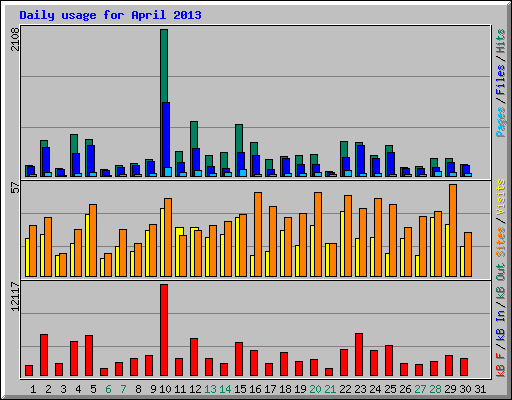 Daily usage for April 2013
2108
57
12117
Pages / Files / Hits
Sites / Visits
kB F / kB In / kB Out
1 2 3 4 5 6 7 8 9 10 11 12 13 14 15 16 17 18 19 20 21 22 23 24 25 26 27 28 29 30 31